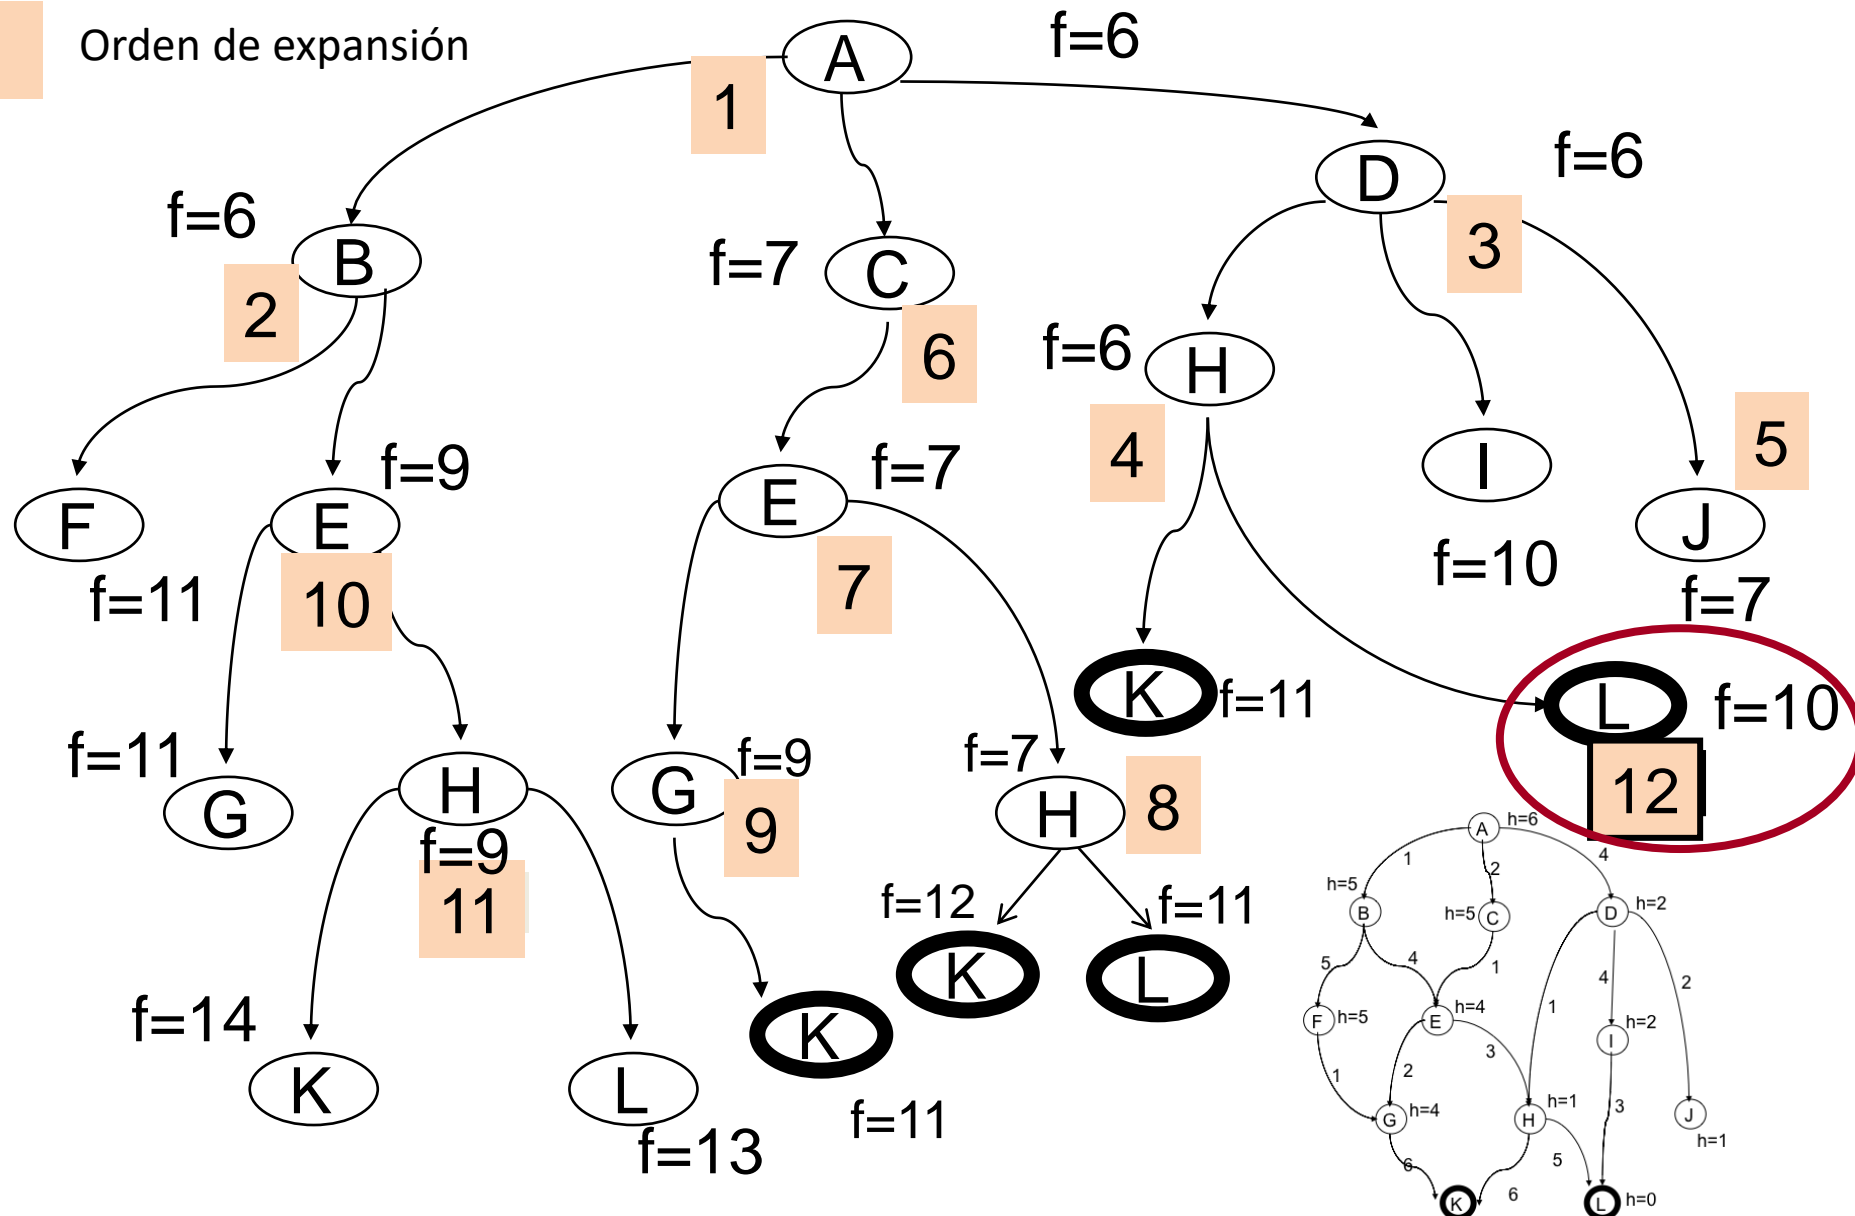 Orden de expansión
A
f=6
1
D
f=6
3
f=6
B
2
f=7
C
6
f=6
H
4
I
f=10
5
J
f=7
F
f=11
f=9
E
10
E
f=7
7
K
f=11
L
f=10
12
f=11
G
H
f=9
11
G
f=9
9
f=7
H
8
f=12
K
f=11
L
f=14
K
L
f=13
K
f=11
A
h=6
1
2
4
h=5
B
h=5
C
D
h=2
5
4
1
1
4
2
F
h=5
E
h=4
I
h=2
1
2
3
3
G
h=4
H
h=1
J
h=1
6
6
5
K
L
h=0